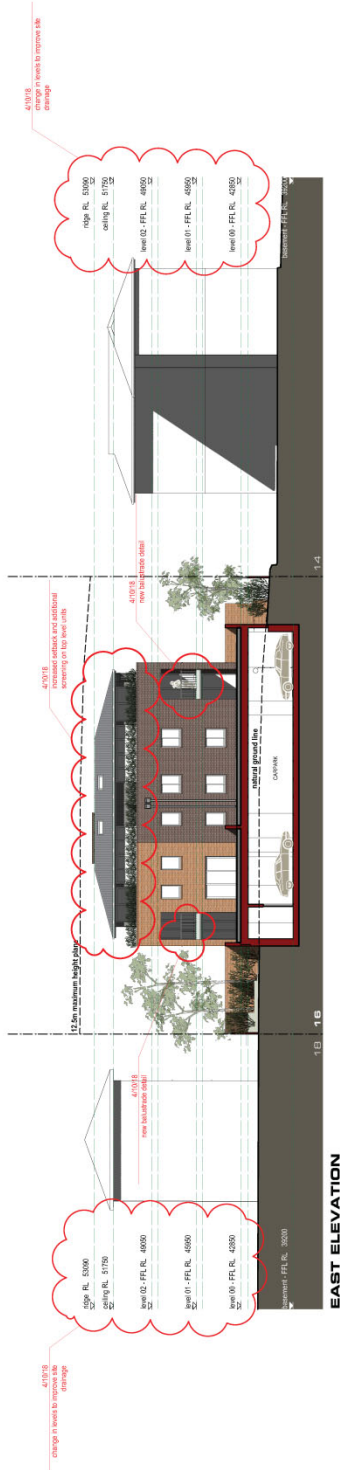 4/10/18
change in levels to improve site
drainage
ridge RL 53090
ceiling RL 51750
level 02 - FFL RL 49050
level 01 - FFL RL 45950
level 00 - FFL RL 42850
basement - FFL RL 39200
4/10/18
new balustrade detail
12.5m maximum height plane
4/10/18
increased setback and additional
screening on top level units
4/10/18
new balustrade detail
natural ground line
CARPARK
18
16
14
4/10/18
change in levels to improve site
drainage
ridge RL 53090
ceiling RL 51750
level 02 - FFL RL 49050
level 01 - FFL RL 45950
level 00 - FFL RL 42850
basement - FFL RL 39200
EAST ELEVATION